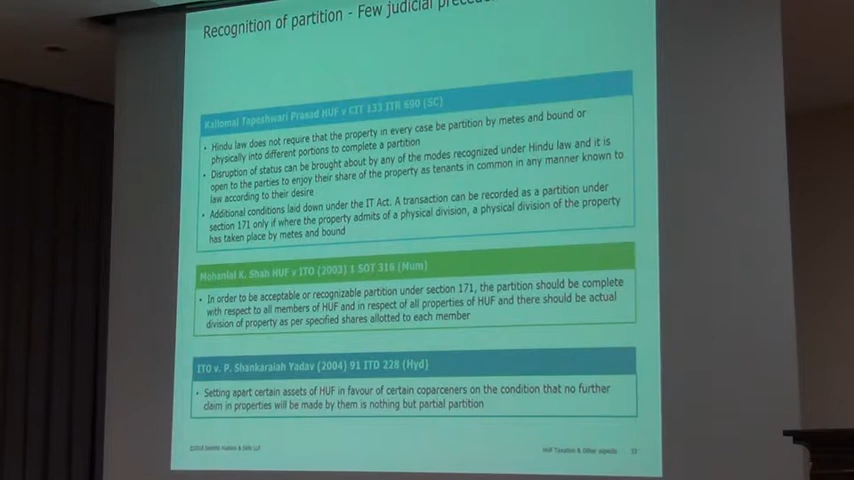 Recognition of partition - Few judicial
Kallomal Tapeshwari Prasad HUF v CIT 133 ITR 690 (SC)
• Hindu law does not require that the property in every case be partition by metes and bound or
physically into different portions to complete a partition
• Disruption of status can be brought about by any of the modes recognized under Hindu law and it is
open to the parties to enjoy their share of the property as tenants in common in any manner known to
law according to their desire
• Additional conditions laid down under the IT Act. A transaction can be recorded as a partition under
section 171 only if where the property admits of a physical division, a physical division of the property
has taken place by metes and bound
Mohanlal K. Shah HUF v ITO (2003) 1 SOT 316 (Mum)
• In order to be acceptable or recognizable partition under section 171, the partition should be complete
with respect to all members of HUF and in respect of all properties of HUF and there should be actual
division of property as per specified shares allotted to each member
ITO v. P. Shankaraiah Yadav (2004) 91 ITD 228 (Hyd)
• Setting apart certain assets of HUF in favour of certain coparceners on the condition that no further
claim in properties will be made by them is nothing but partial partition
Haskins & Sells LLP
HUF Taxation & Other aspects